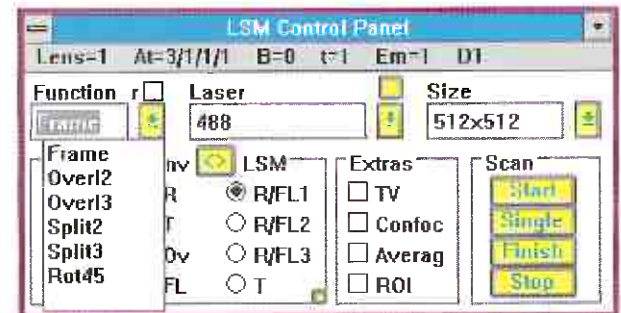 LSM Control Panel
Lens=1 At=3/1/1/1 B=0 t=1 Em=1 D1
Function r Laser Size
Frame 488 512x512
Frame
Overl2
Overl3
Split2
Split3
Rot45
nv <> LSM Extras Scan
R R/FL1 TV Start
T R/FL2 Confoc Single
Ov R/FL3 Averag Finish
FL T ROI Stop